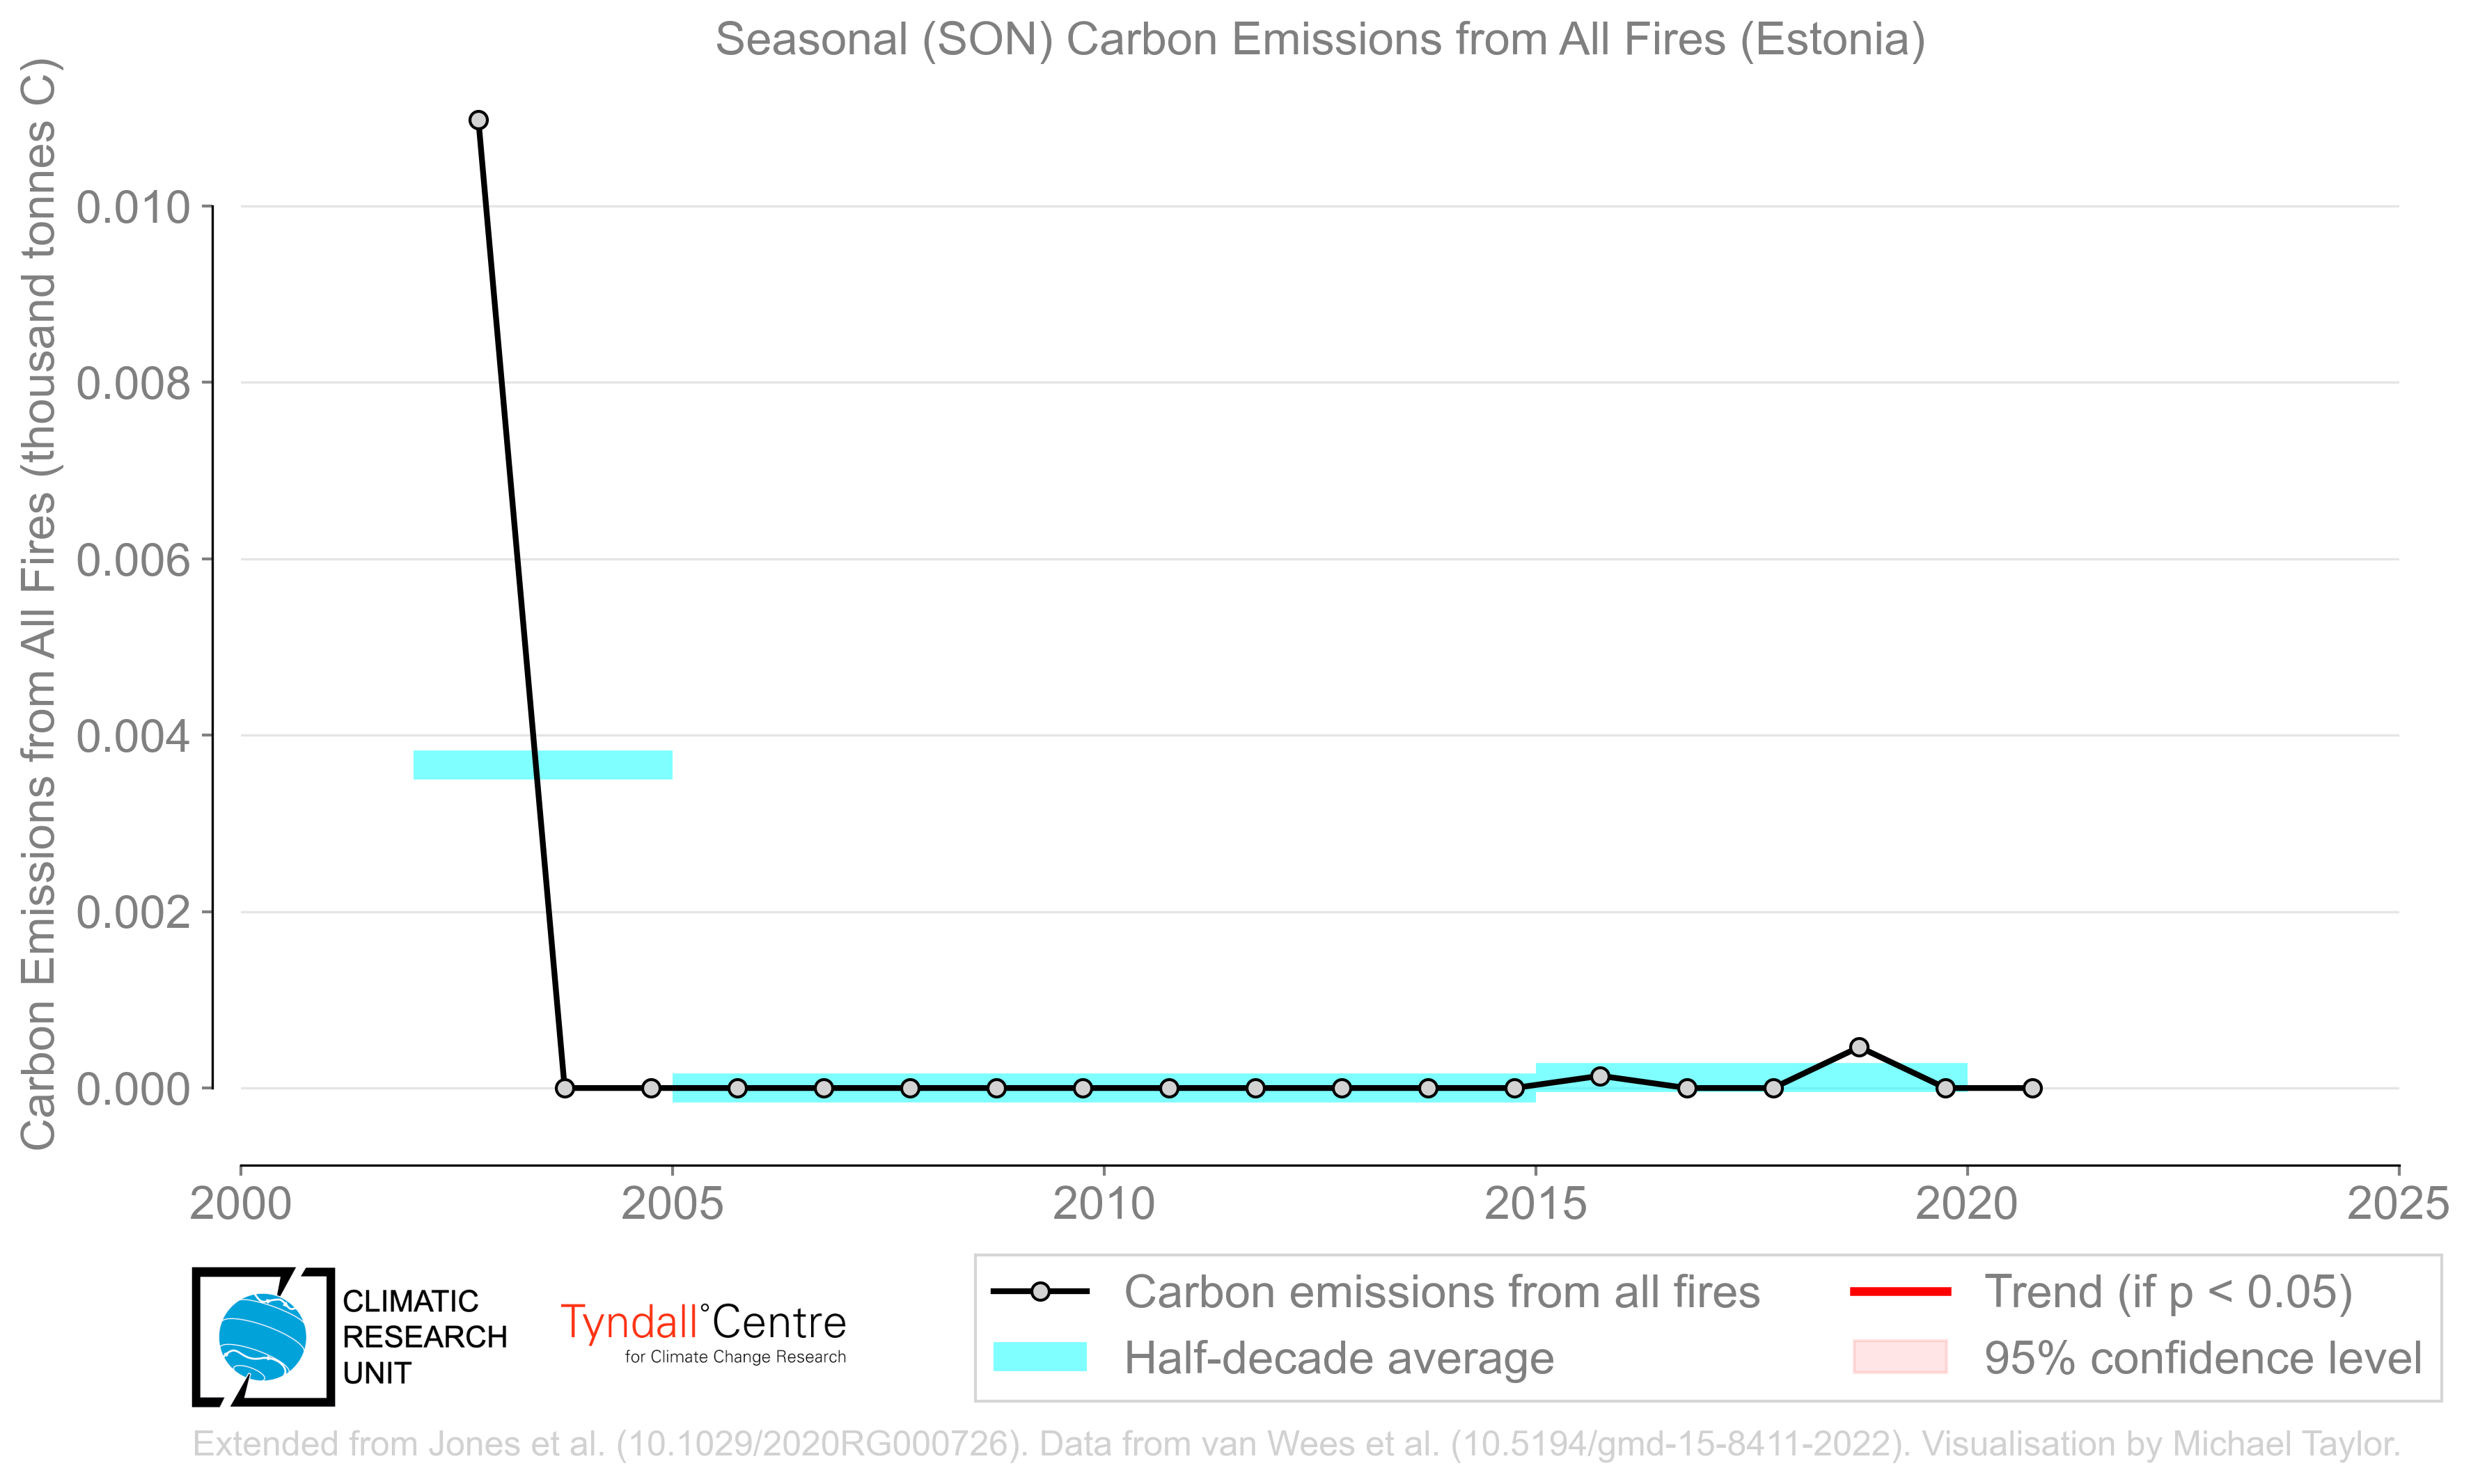 Seasonal (SON) Carbon Emissions from All Fires (Estonia)
Carbon Emissions from All Fires (thousand tonnes C)
0.010
0.008
0.006
0.004
0.002
0.000
2000 2005 2010 2015 2020 2025
CLIMATIC
RESEARCH
UNIT
Tyndall°Centre
for Climate Change Research
Carbon emissions from all fires
Half-decade average
Trend (if p < 0.05)
95% confidence level
Extended from Jones et al. (10.1029/2020RG000726). Data from van Wees et al. (10.5194/gmd-15-8411-2022). Visualisation by Michael Taylor.